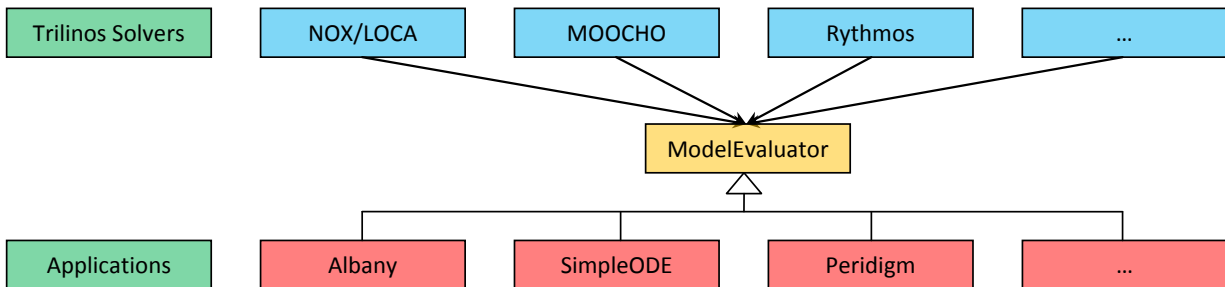 Trilinos Solvers
NOX/LOCA
MOOCHO
Rythmos
...
ModelEvaluator
Applications
Albany
SimpleODE
Peridigm
...